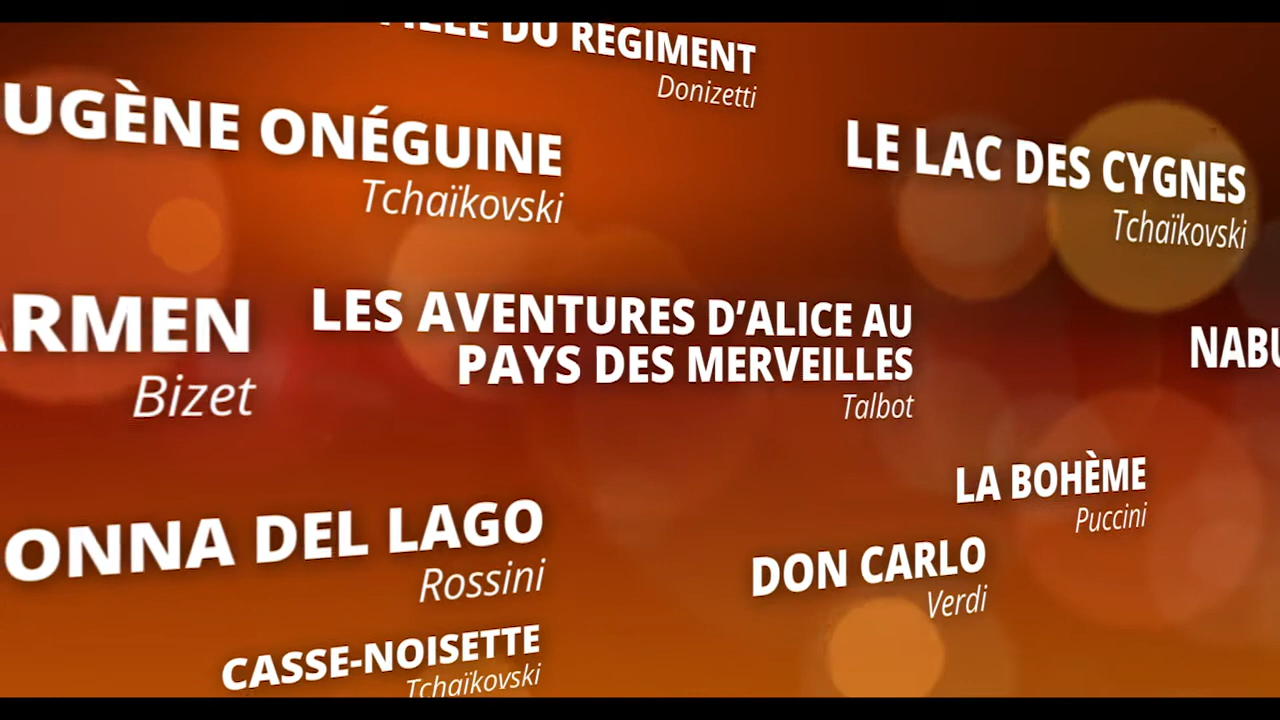 DU RÉGIMENT
Donizetti
UGÈNE ONÉGUINE
Tchaïkovski
LE LAC DES CYGNES
Tchaïkovski
ARMEN
Bizet
LES AVENTURES D’ALICE AU
PAYS DES MERVEILLES
Talbot
NABU
LA BOHÈME
Puccini
ONNA DEL LAGO
Rossini
DON CARLO
Verdi
CASSE-NOISETTE
Tchaïkovski